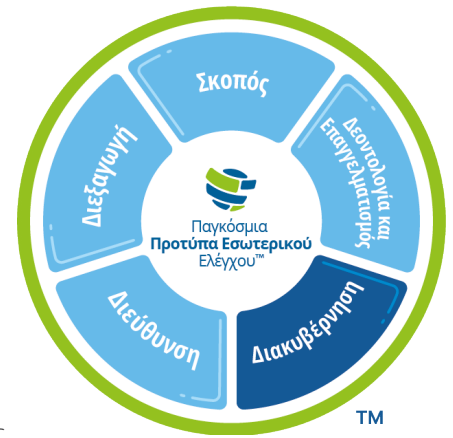 Σκοπός
Δεοντολογία και
Επαγγελματισμός
Διακυβέρνηση
Διεύθυνση
Διεξαγωγή
Παγκόσμια
Προτύπα Εσωτερικού
Ελέγχου™
TM